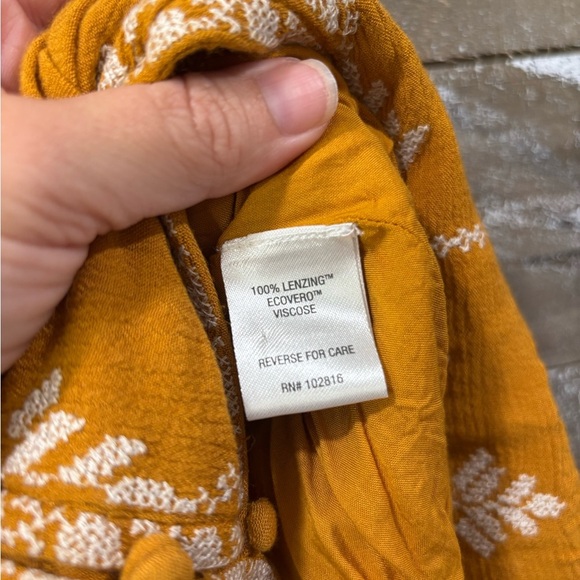 100% LENZING™
ECOVERO™
VISCOSE
REVERSE FOR CARE
RN# 102816